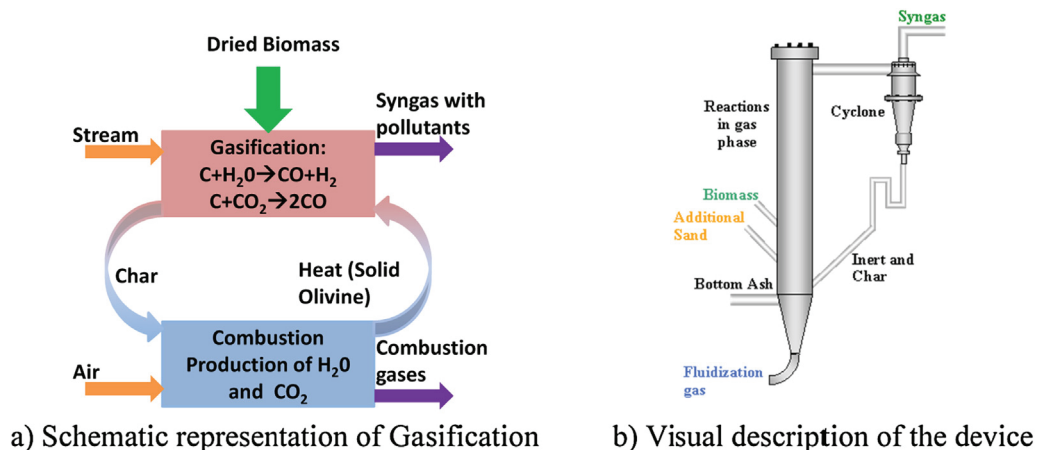 Dried Biomass
Stream
Syngas with
pollutants
Gasification:
C+H₂0→CO+H₂
C+CO₂→2CO
Char
Heat (Solid
Olivine)
Combustion
Production of H₂0
and CO₂
Air
Combustion
gases
a) Schematic representation of Gasification
Syngas
Reactions
in gas
phase
Cyclone
Biomass
Additional
Sand
Inert and
Char
Bottom Ash
Fluidization
gas
b) Visual description of the device